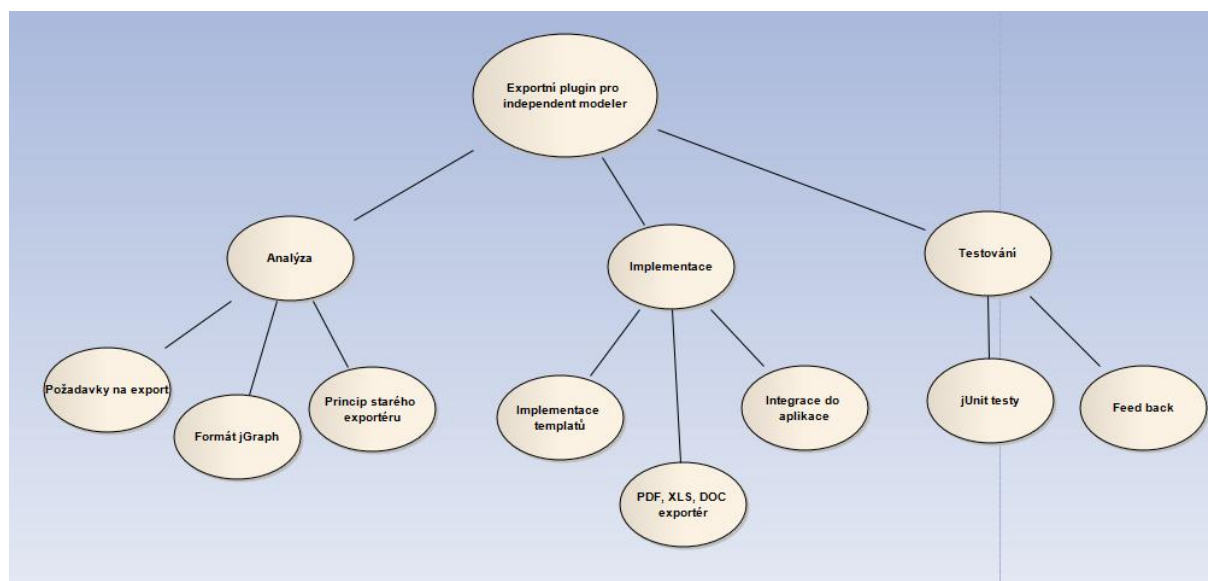 Exportní plugin pro
independent modeler
Analýza
Implementace
Testování
Požadavky na export
Formát jGraph
Princip starého
exportéru
Implementace
templatů
PDF, XLS, DOC
exportér
Integrace do
aplikace
jUnit testy
Feed back